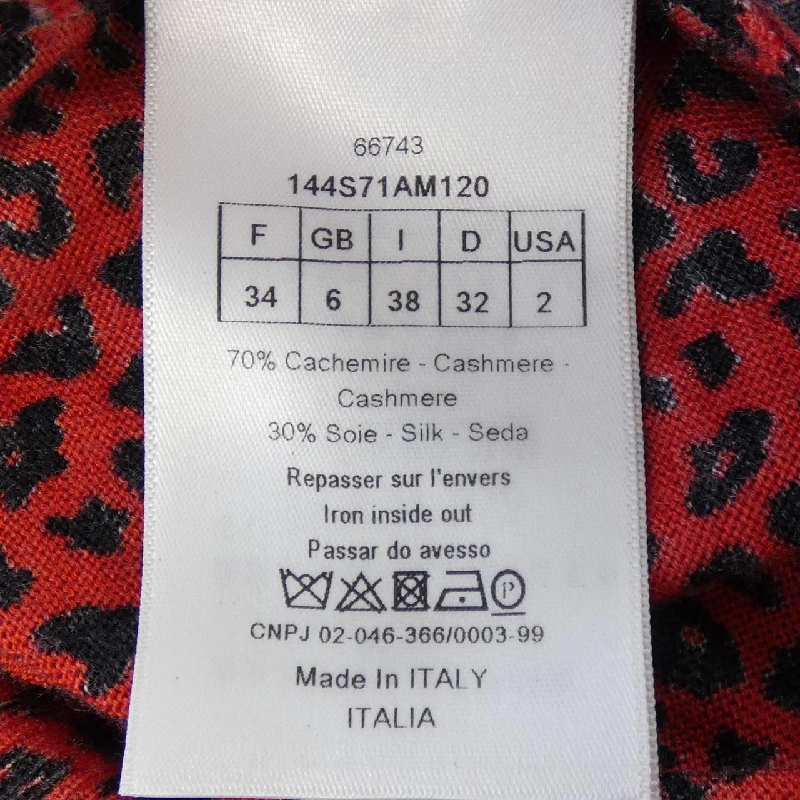 66743
144S71AM120
F GB I D USA
34 6 38 32 2
70% Cachemire - Cashmere -
Cashmere
30% Soie - Silk - Seda
Repasser sur l'envers
Iron inside out
Passar do avesso
P
CNPJ 02-046-366/0003-99
Made In ITALY
ITALIA